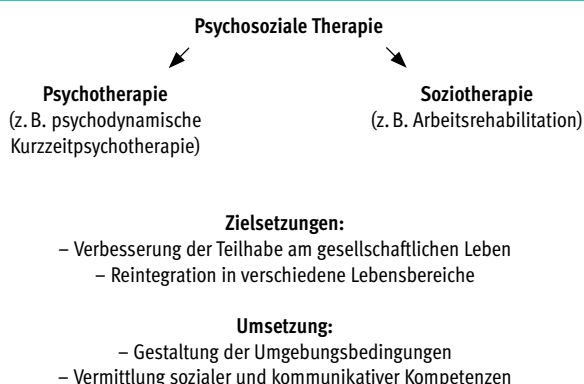 Psychosoziale Therapie
Psychotherapie
(z. B. psychodynamische
Kurzzeitpsychotherapie)
Soziotherapie
(z. B. Arbeitsrehabilitation)
Zielsetzungen:
– Verbesserung der Teilhabe am gesellschaftlichen Leben
– Reintegration in verschiedene Lebensbereiche
Umsetzung:
– Gestaltung der Umgebungsbedingungen
– Vermittlung sozialer und kommunikativer Kompetenzen